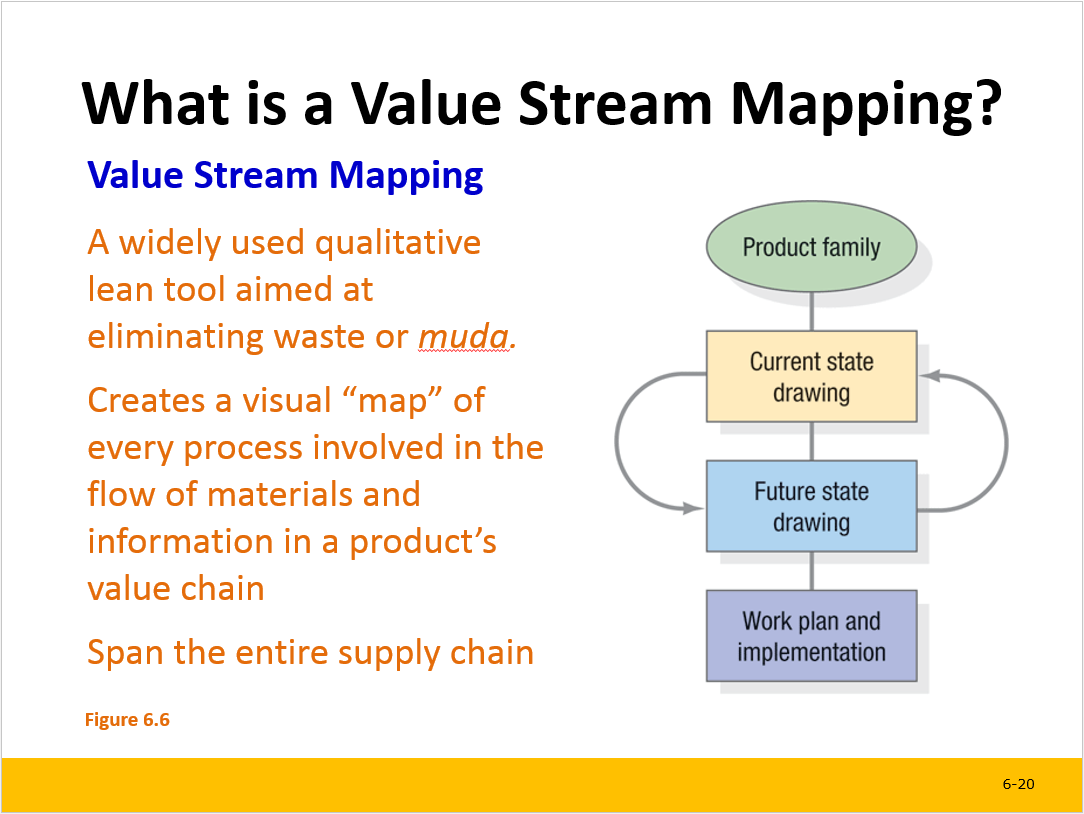 What is a Value Stream Mapping?
Value Stream Mapping
A widely used qualitative
lean tool aimed at
eliminating waste or muda.
Creates a visual “map” of
every process involved in the
flow of materials and
information in a product’s
value chain
Span the entire supply chain
Figure 6.6
Product family
Current state
drawing
Future state
drawing
Work plan and
implementation
6-20